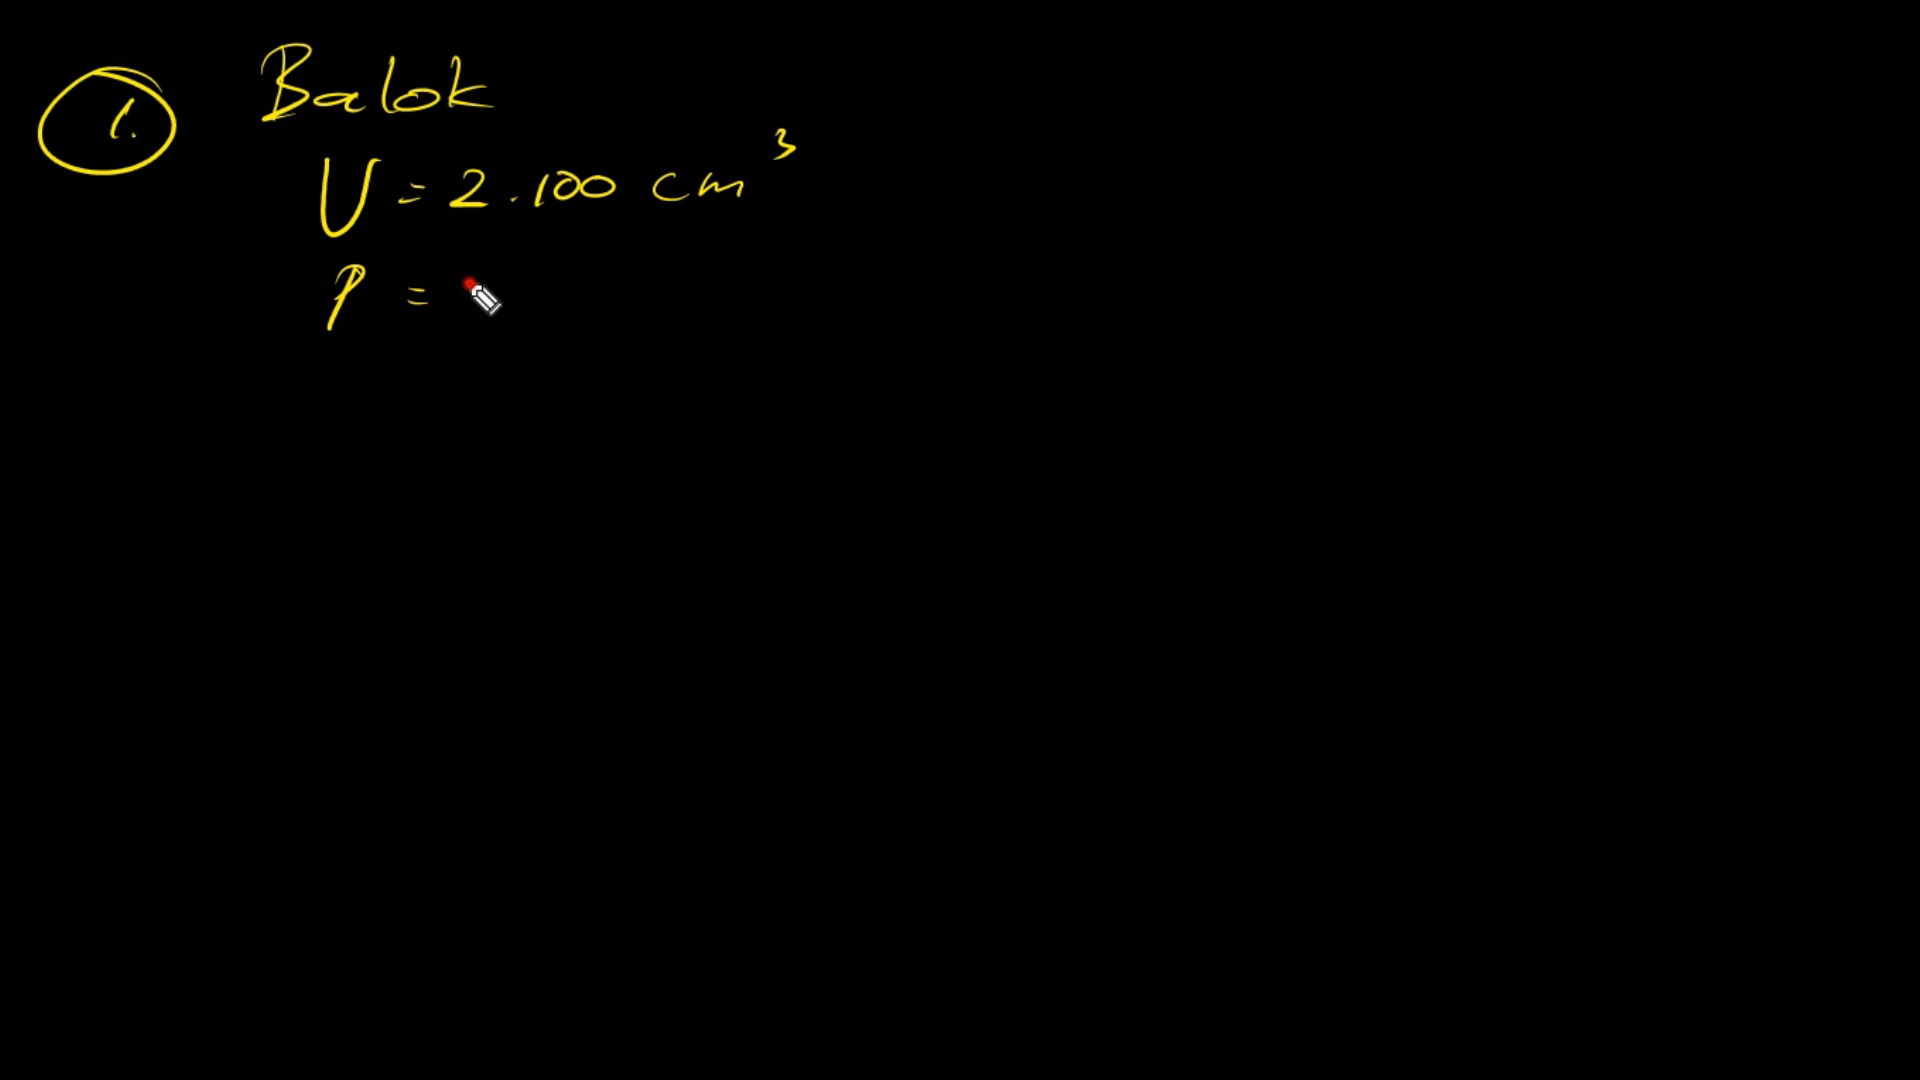 1. Balok
V = 2.100 cm³
P =